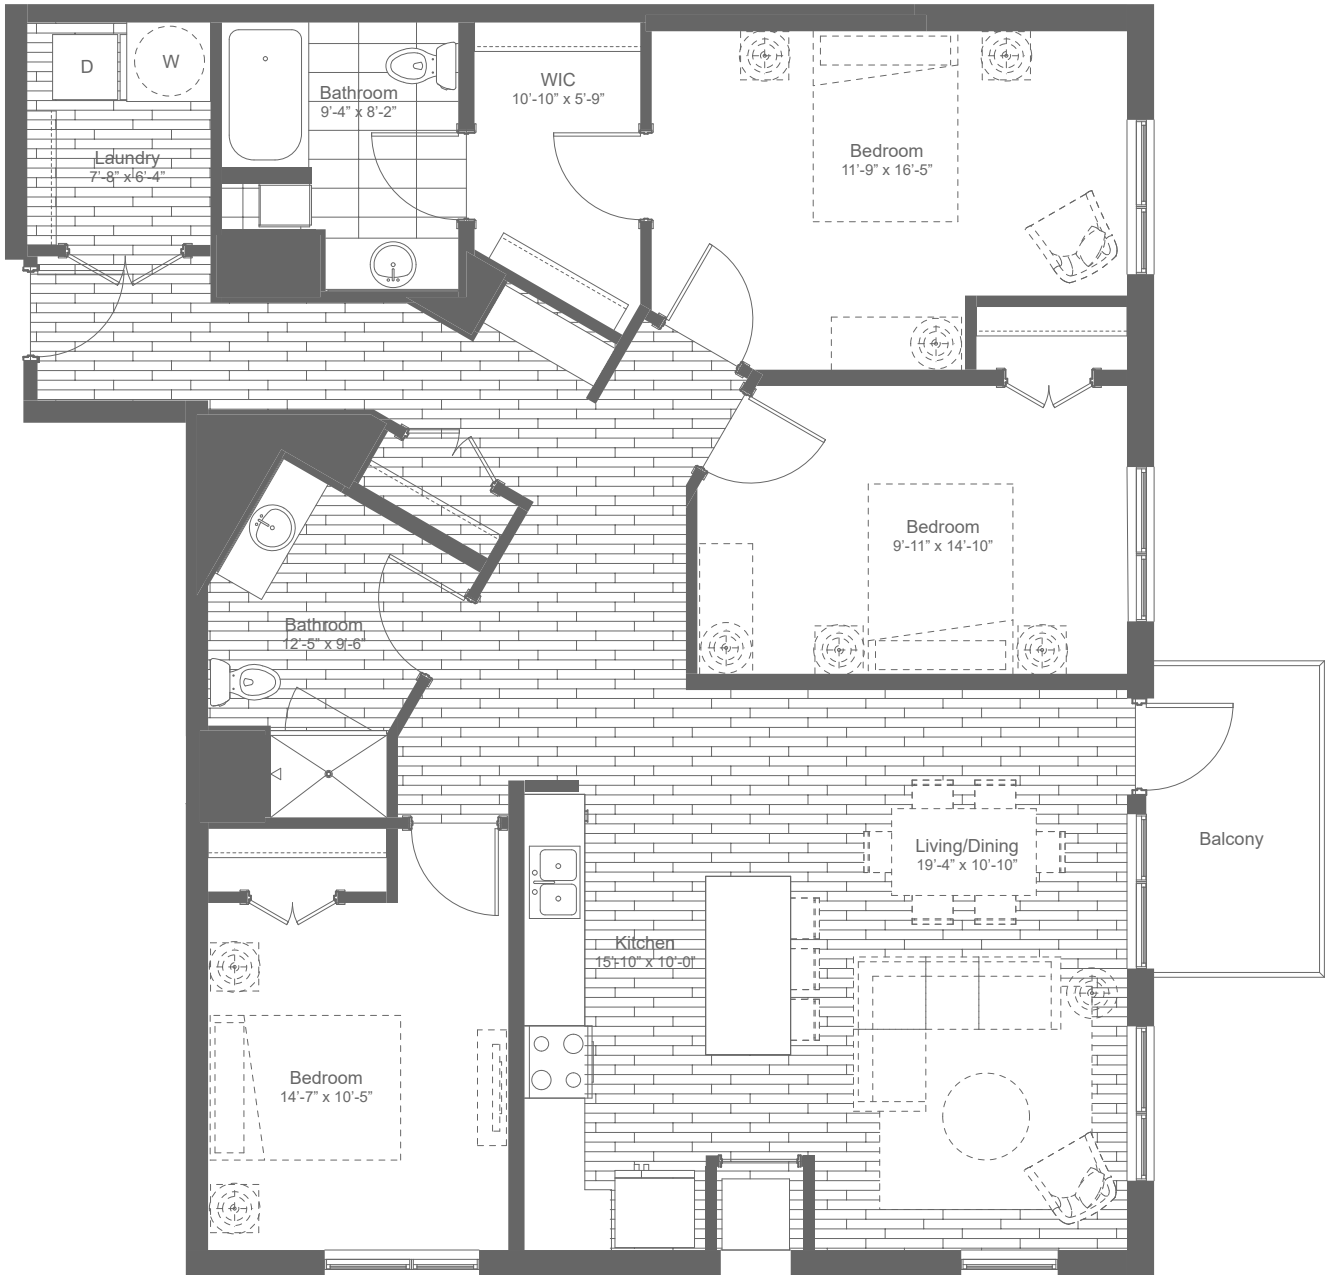 D
W
Bathroom
9’-4” x 8’-2”
WIC
10’-10” x 5’-9”
Laundry
7’-8” x 6’-4”
Bedroom
11’-9” x 16’-5”
Bedroom
9’-11” x 14’-10”
Bathroom
12’-5” x 9’-6”
Living/Dining
19’-4” x 10’-10”
Balcony
Kitchen
15’-10” x 10’-0”
Bedroom
14’-7” x 10’-5”